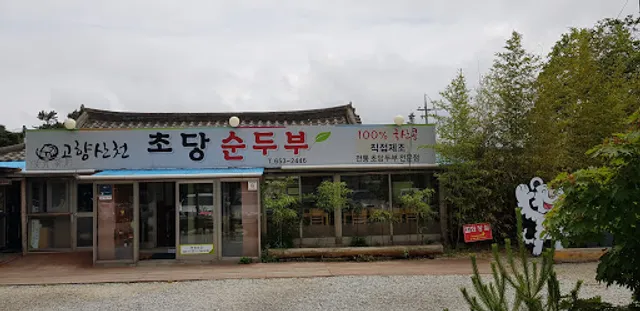 고향산천
초당 순두부
T.653-2446
100% 국산콩
직접제조
전통 초당두부 전문점